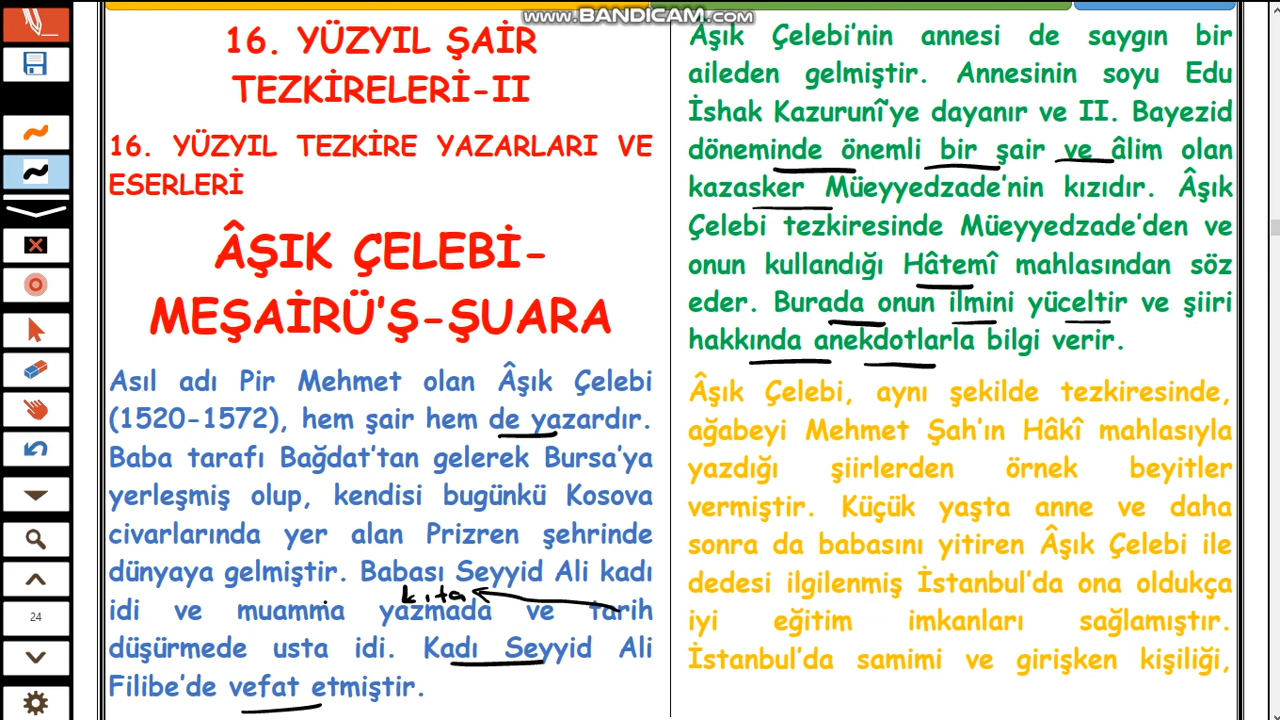 www.BANDICAM.com
16. YÜZYIL ŞAİR
TEZKİRELERİ-II
16. YÜZYIL TEZKİRE YAZARLARI VE
ESERLERİ
ÂŞIK ÇELEBİ-
MEŞAİRÜ'Ş-ŞUARA
Asıl adı Pir Mehmet olan Âşık Çelebi
(1520-1572), hem şair hem de yazardır.
Baba tarafı Bağdat'tan gelerek Bursa'ya
yerleşmiş olup, kendisi bugünkü Kosova
civarlarında yer alan Prizren şehrinde
dünyaya gelmiştir. Babası Seyyid Ali kadı
kıta
idi ve muamma yazmada ve tarih
düşürmede usta idi. Kadı Seyyid Ali
Filibe'de vefat etmiştir.
Âşık Çelebi'nin annesi de saygın bir
aileden gelmiştir. Annesinin soyu Edu
İshak Kazurunî'ye dayanır ve II. Bayezid
döneminde önemli bir şair ve âlim olan
kazasker Müeyyedzade'nin kızıdır. Âşık
Çelebi tezkiresinde Müeyyedzade'den ve
onun kullandığı Hâtemî mahlasından söz
eder. Burada onun ilmini yüceltir ve şiiri
hakkında anekdotlarla bilgi verir.
Âşık Çelebi, aynı şekilde tezkiresinde,
ağabeyi Mehmet Şah'ın Hâkî mahlasıyla
yazdığı şiirlerden örnek beyitler
vermiştir. Küçük yaşta anne ve daha
sonra da babasını yitiren Âşık Çelebi ile
dedesi ilgilenmiş İstanbul'da ona oldukça
iyi eğitim imkanları sağlamıştır.
İstanbul'da samimi ve girişken kişiliği,
24